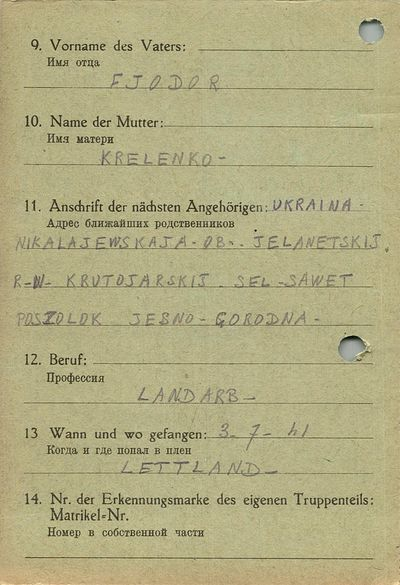 9. Vorname des Vaters:
Имя отца
FJODOR
10. Name der Mutter:
Имя матери
KRELENKO-
11. Anschrift der nächsten Angehörigen: UKRAINA-
Адрес ближайших родственников
NIKALAJEWSKAJA-OB-. JELANETSKIJ.
R-N- KRUTOJARSKIJ. SEL-SAWET
POSZOLOK JESNO-GORODNA-
12. Beruf:
Профессия
LANDARB-
13 Wann und wo gefangen: 3-7-41
Когда и где попал в плен
LETTLAND-
14. Nr. der Erkennungsmarke des eigenen Truppenteils:
Matrikel-Nr.
Номер в собственной части